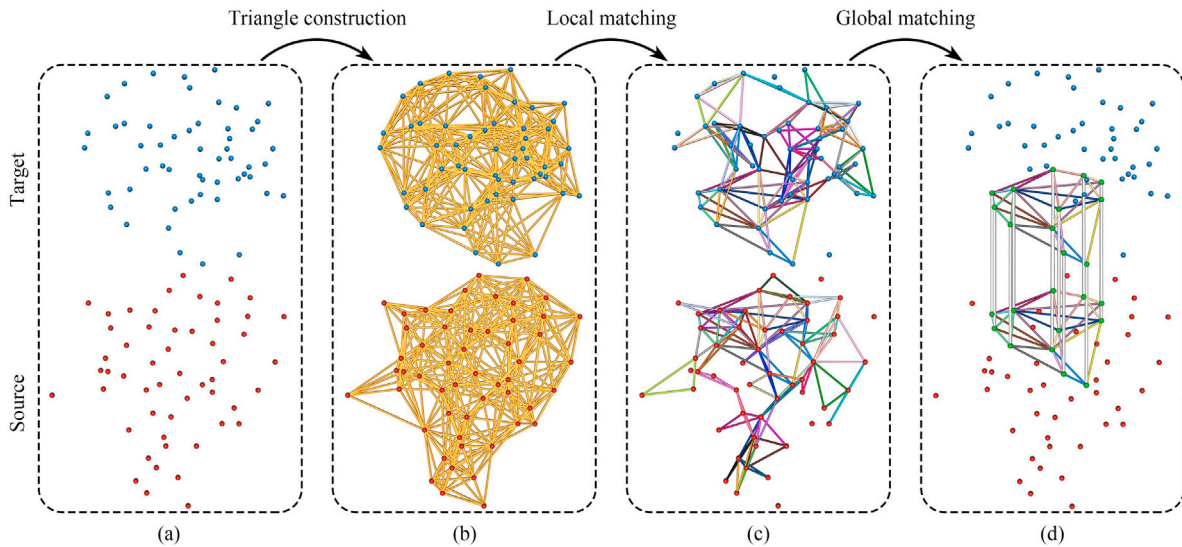 Triangle construction Local matching Global matching
Target
Source
(a) (b) (c) (d)